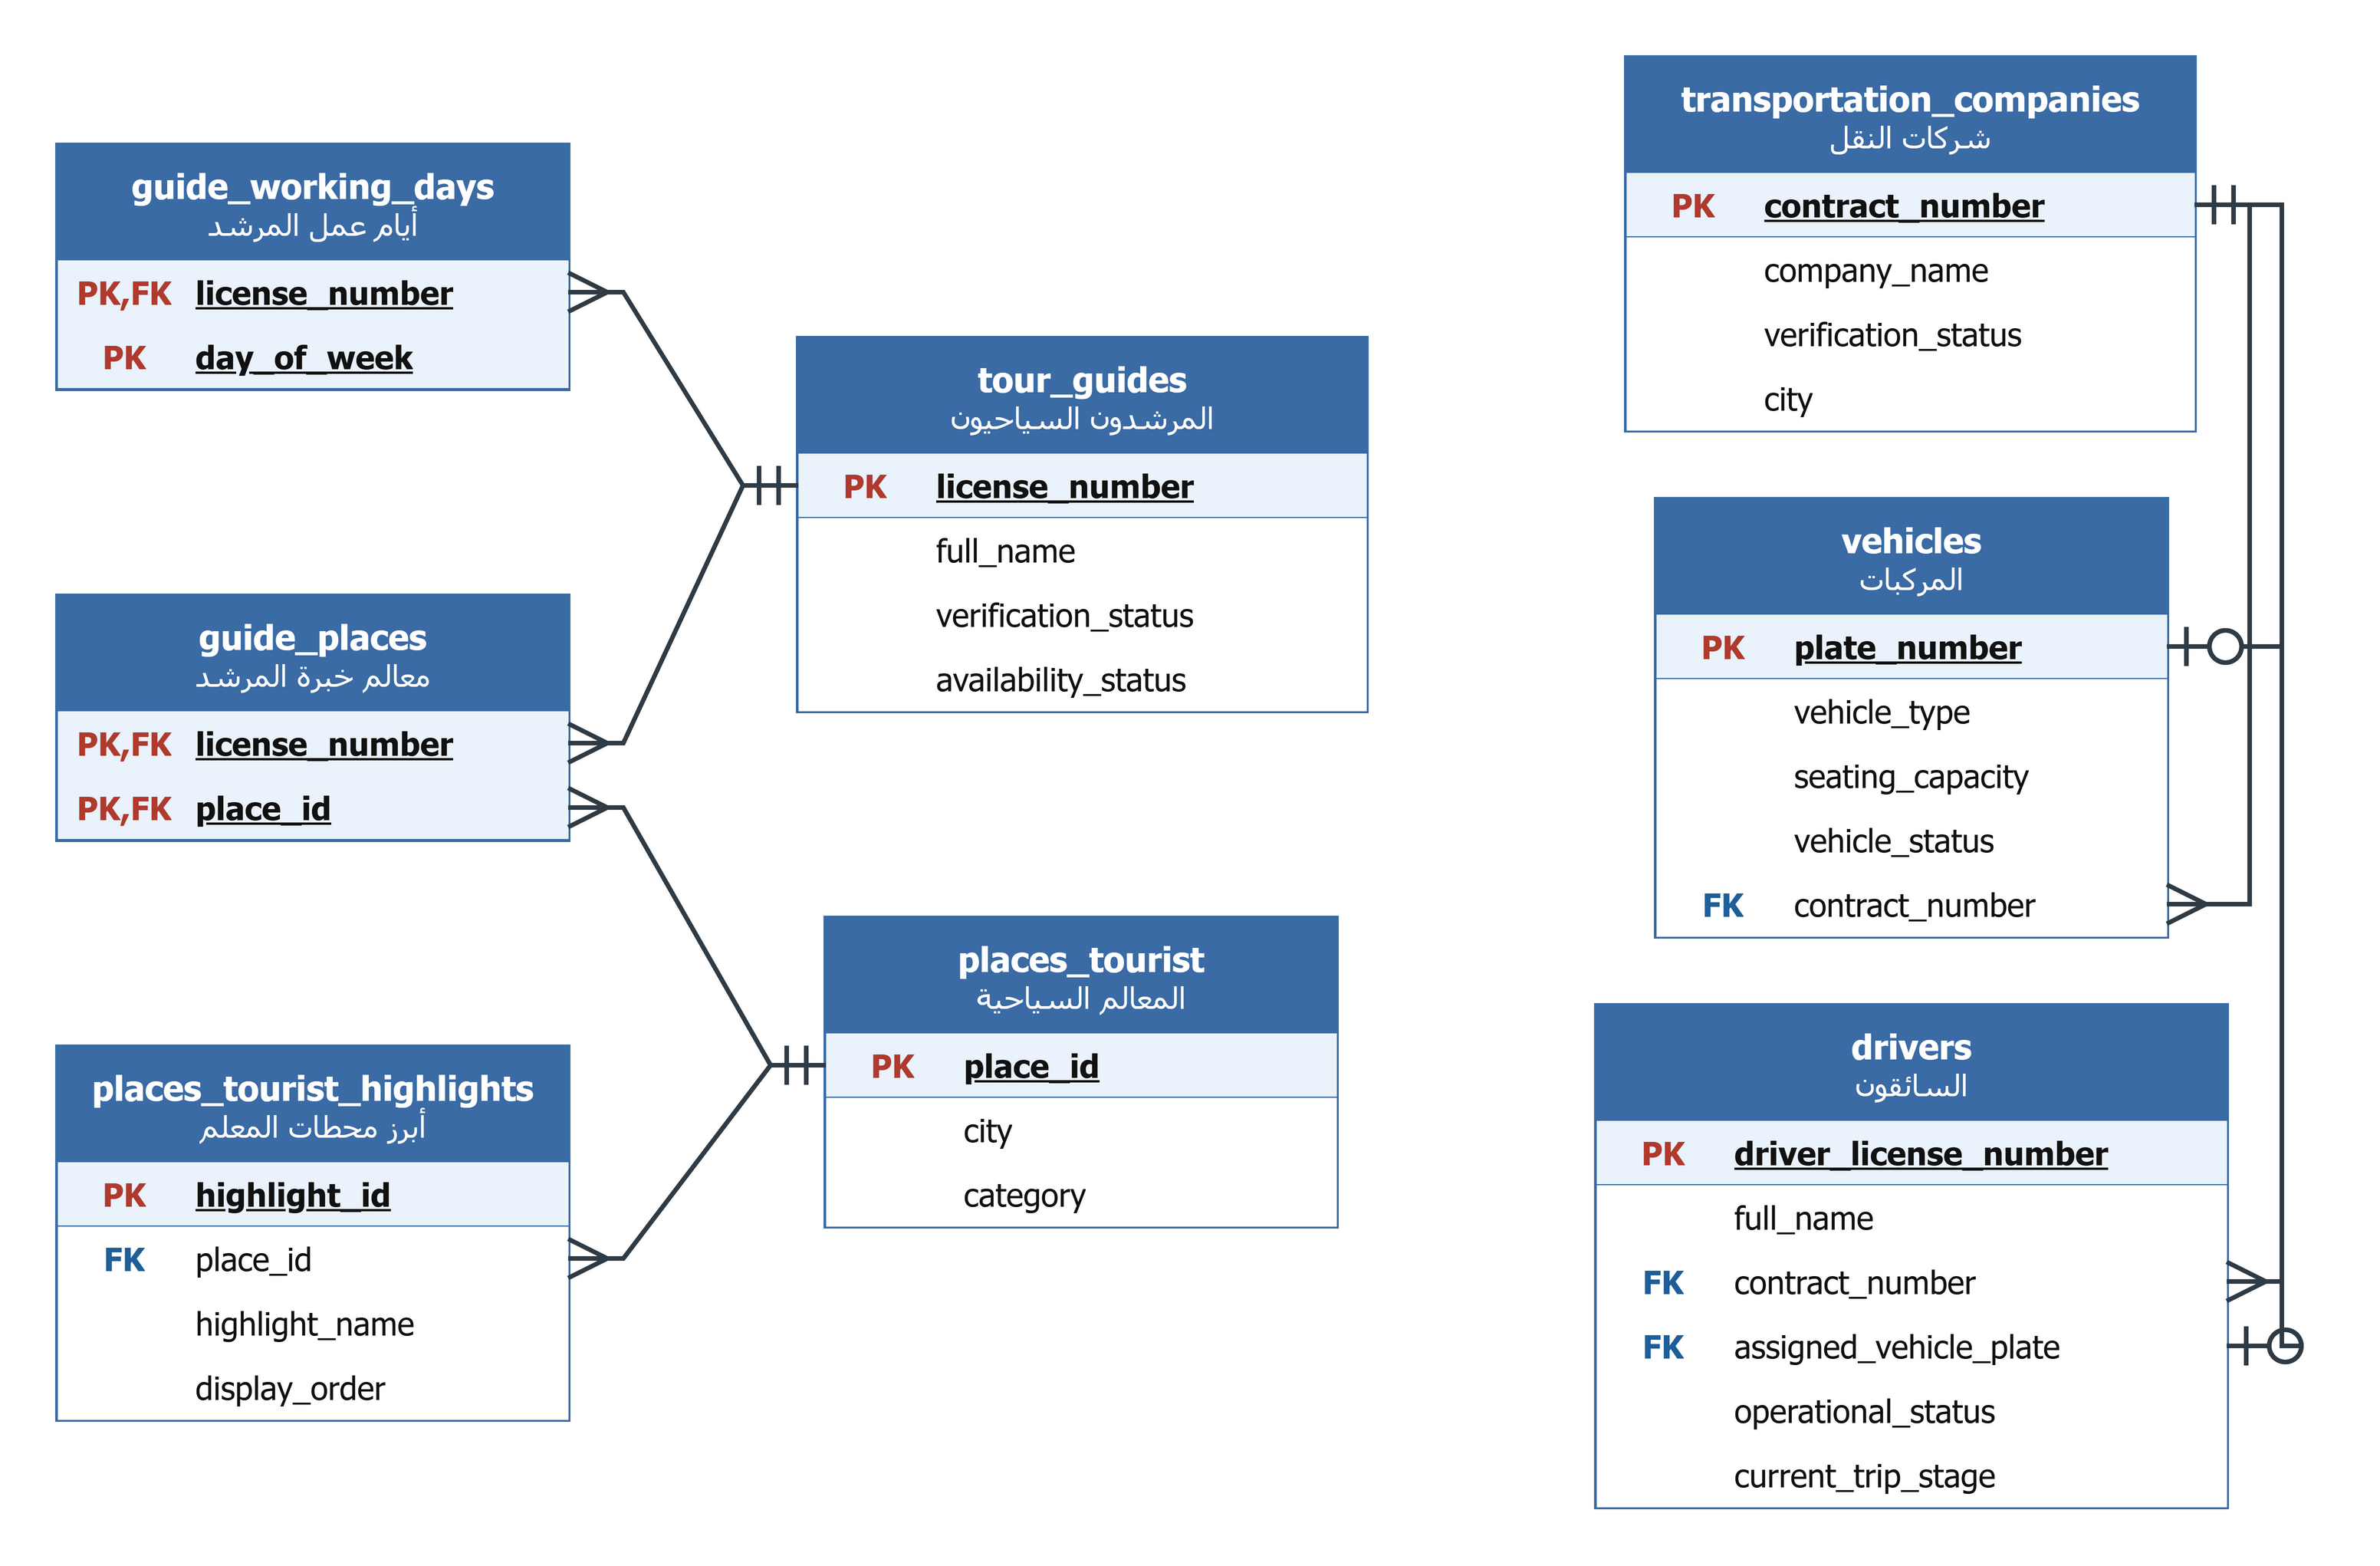 guide_working_days
أيام عمل المرشد
PK,FK license_number
PK day_of_week
guide_places
معالم خبرة المرشد
PK,FK license_number
PK,FK place_id
places_tourist_highlights
أبرز محطات المعلم
PK highlight_id
FK place_id
highlight_name
display_order
tour_guides
المرشدون السياحيون
PK license_number
full_name
verification_status
availability_status
places_tourist
المعالم السياحية
PK place_id
city
category
transportation_companies
شركات النقل
PK contract_number
company_name
verification_status
city
vehicles
المركبات
PK plate_number
vehicle_type
seating_capacity
vehicle_status
FK contract_number
drivers
السائقون
PK driver_license_number
full_name
FK contract_number
FK assigned_vehicle_plate
operational_status
current_trip_stage